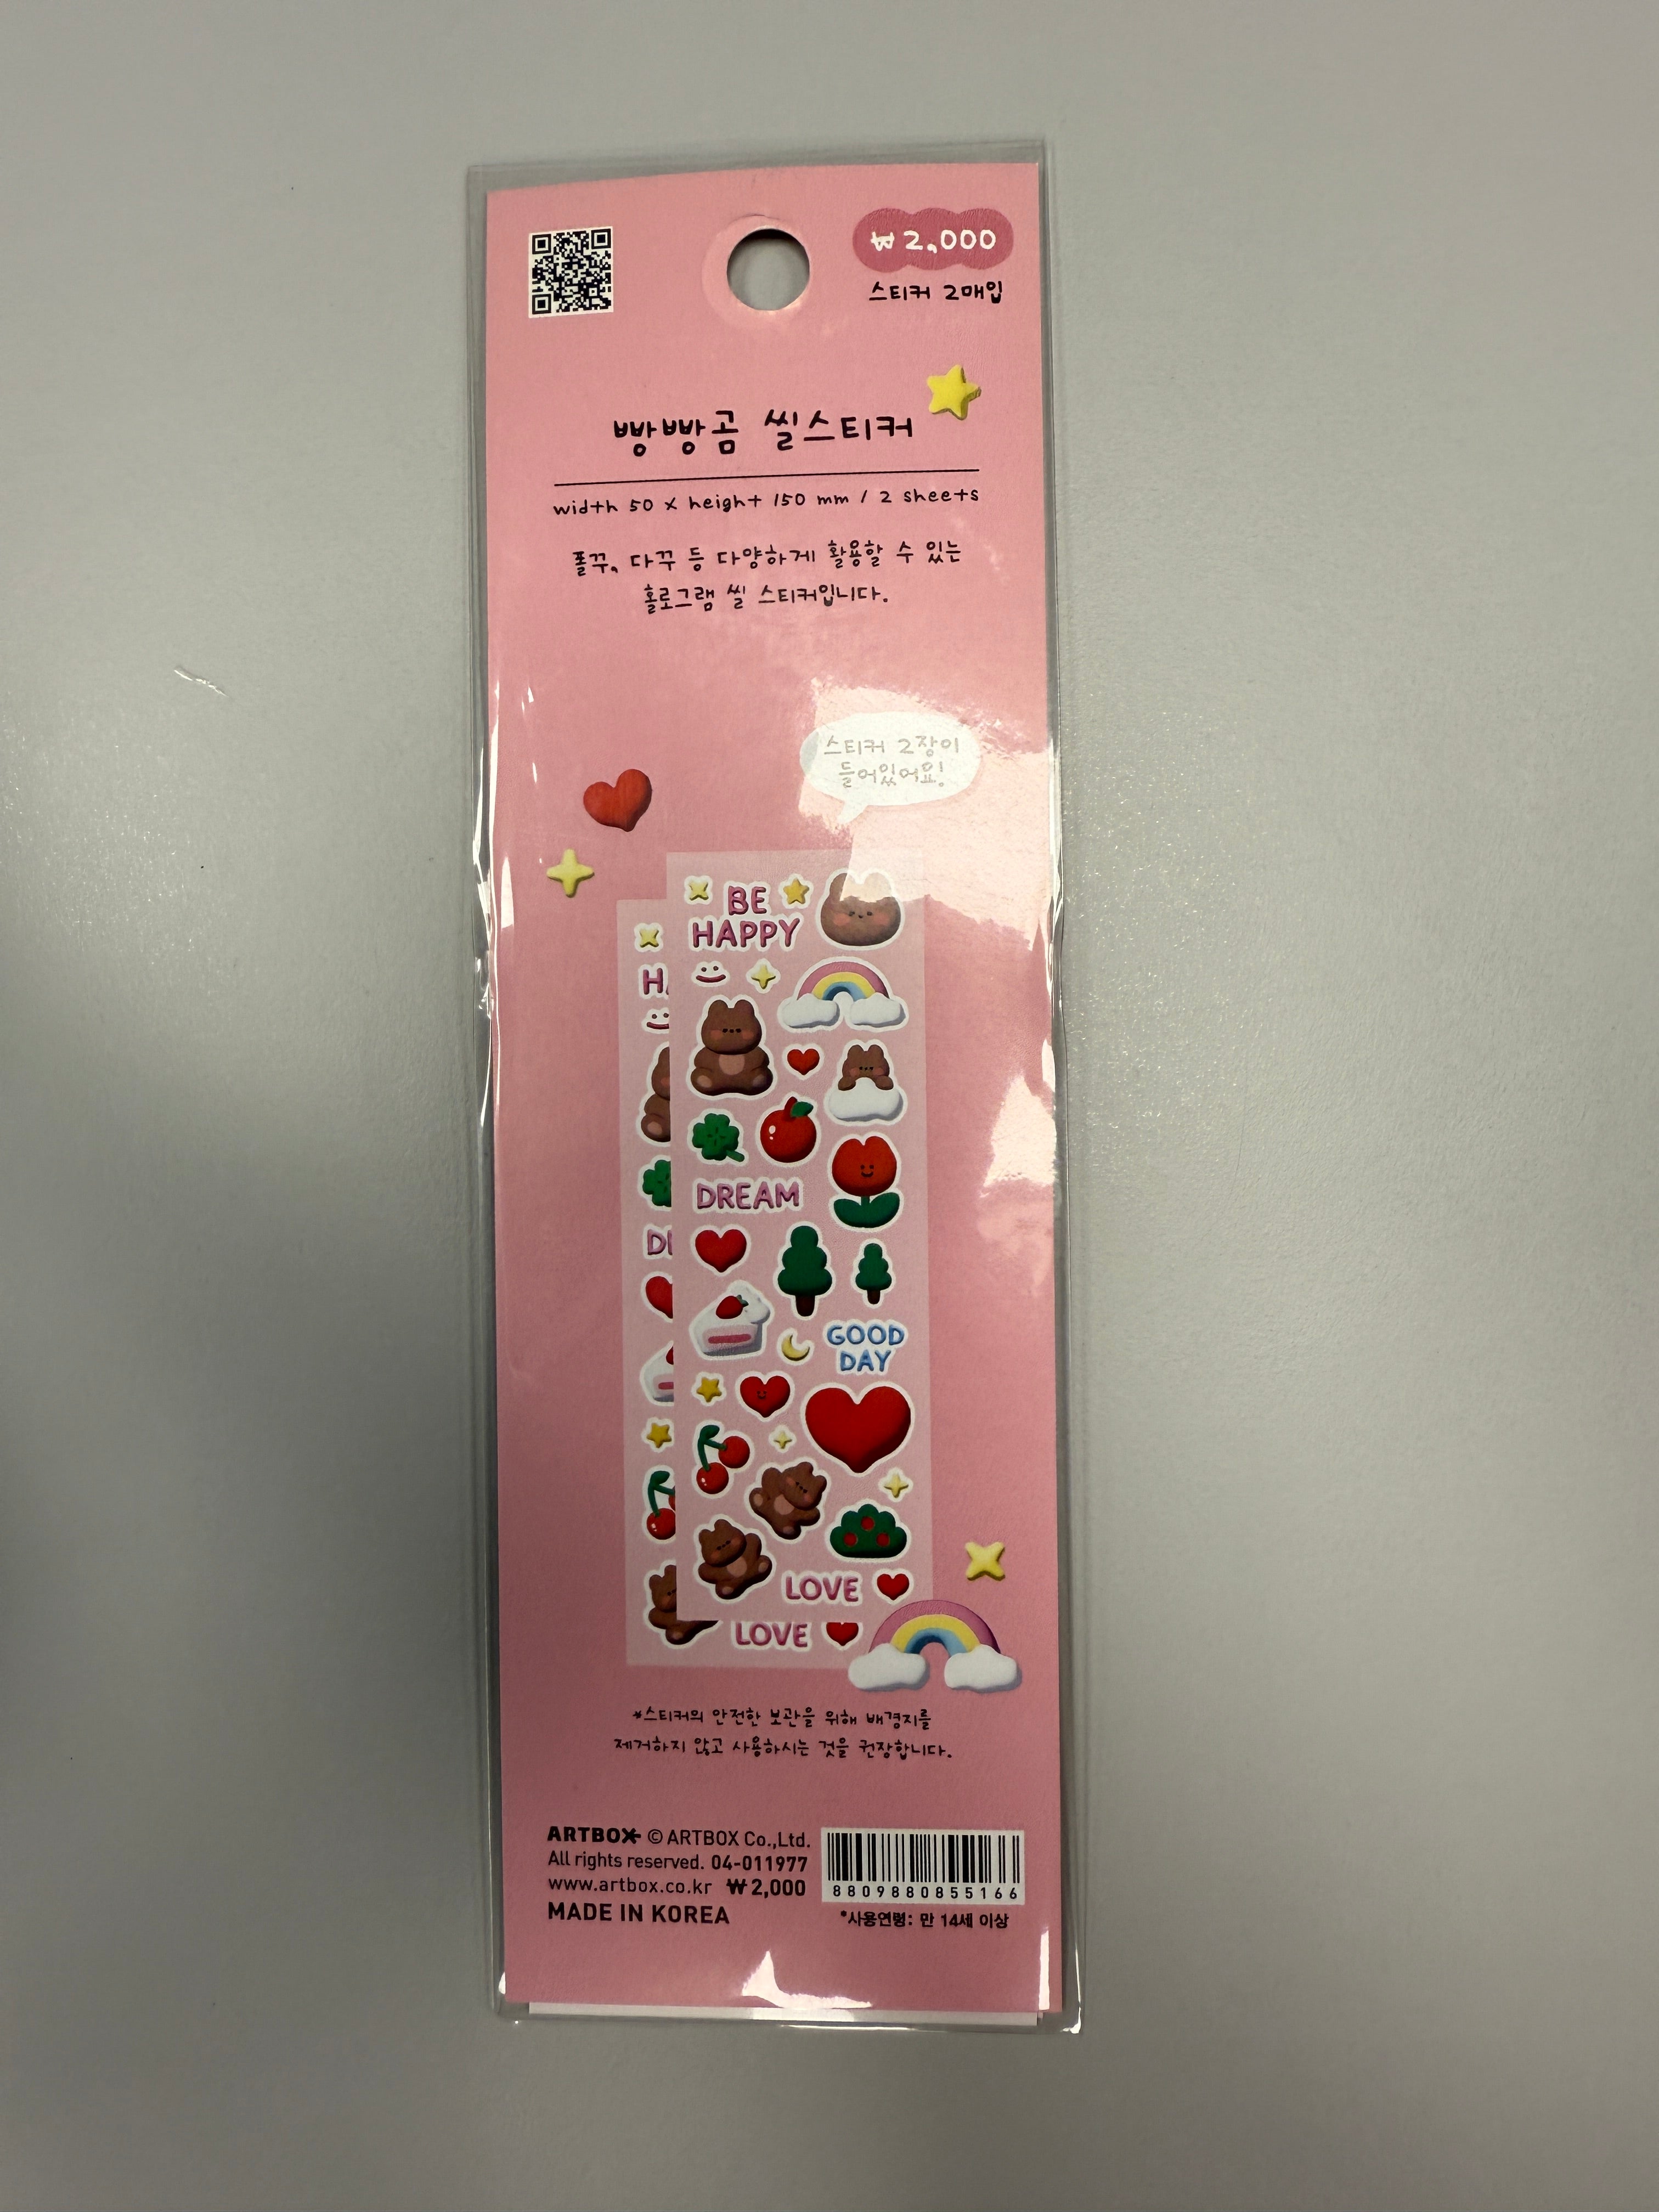 ₩2,000
스티커 2매입
빵빵곰 씰스티커
width 50 x height 150 mm / 2 sheets
폴꾸, 다꾸 등 다양하게 활용할 수 있는
홀로그램 씰 스티커입니다.
스티커 2장이
들어있어요!
BE
HAPPY
HA
DREAM
DR
GOOD
DAY
LOVE
LOVE
*스티커의 안전한 보관을 위해 배경지를
제거하지 않고 사용하시는 것을 권장합니다.
ARTBOX © ARTBOX Co.,Ltd.
All rights reserved. 04-011977
www.artbox.co.kr ₩2,000
MADE IN KOREA
8809880855166
*사용연령: 만 14세 이상